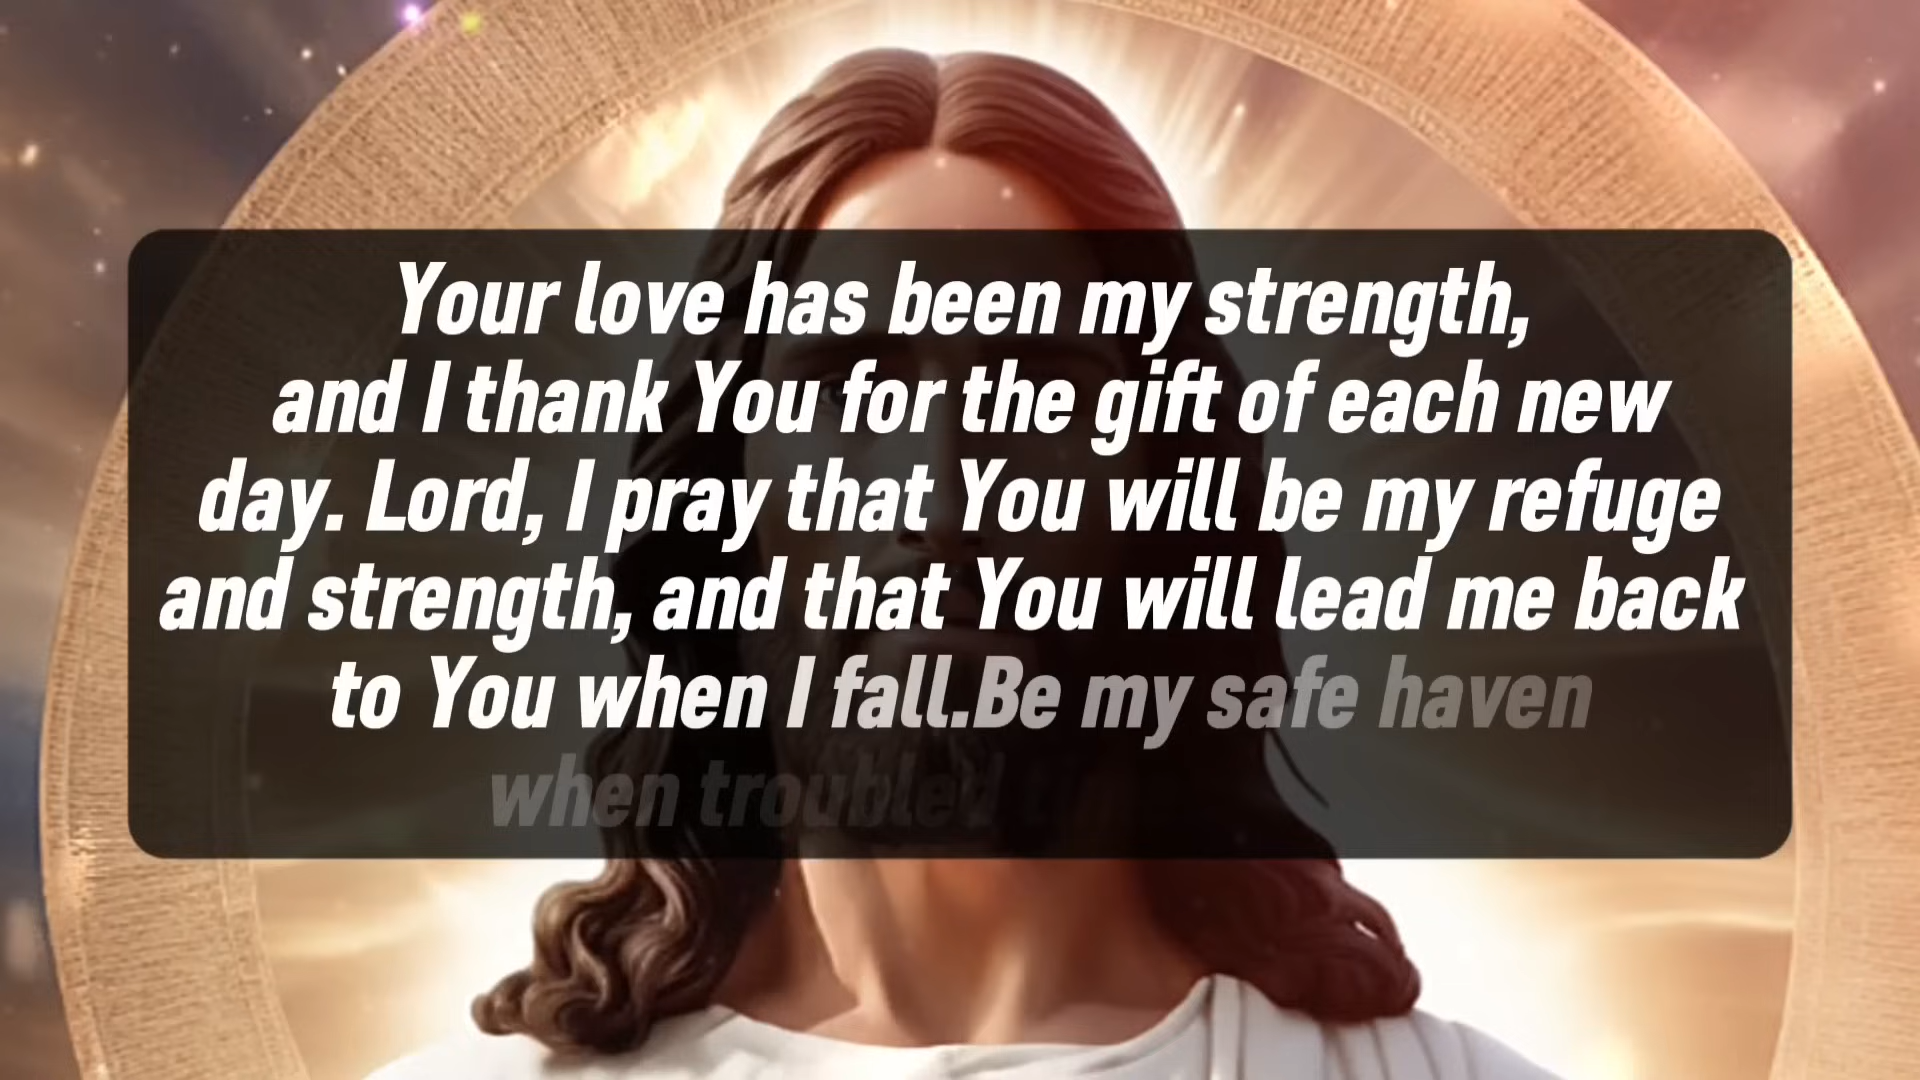 Your love has been my strength,
and I thank You for the gift of each new
day. Lord, I pray that You will be my refuge
and strength, and that You will lead me back
to You when I fall.Be my safe haven
when troubled